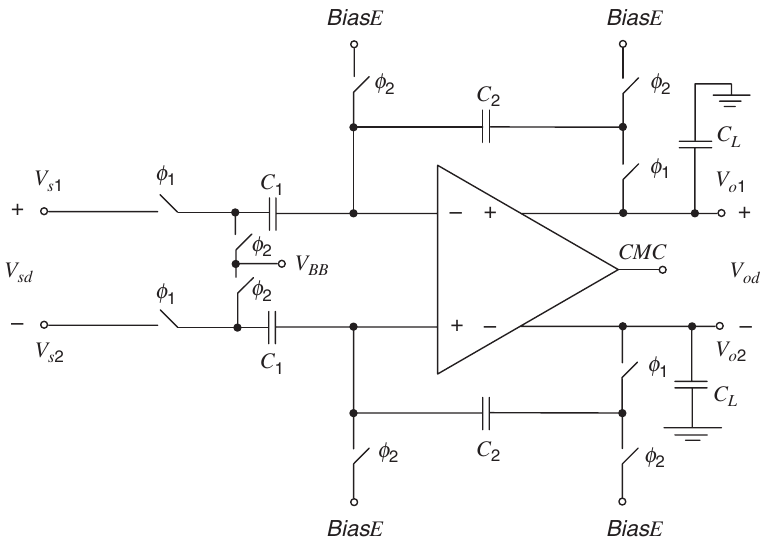 BiasE BiasE
ϕ2 ϕ2
C2
CL
Vs1 ϕ1 C1 ϕ1 Vo1
+ − + +
ϕ2 CMC
Vsd VBB Vod
ϕ1 ϕ2
− + − −
Vs2 C1 ϕ1 Vo2
CL
ϕ2 C2 ϕ2
BiasE BiasE